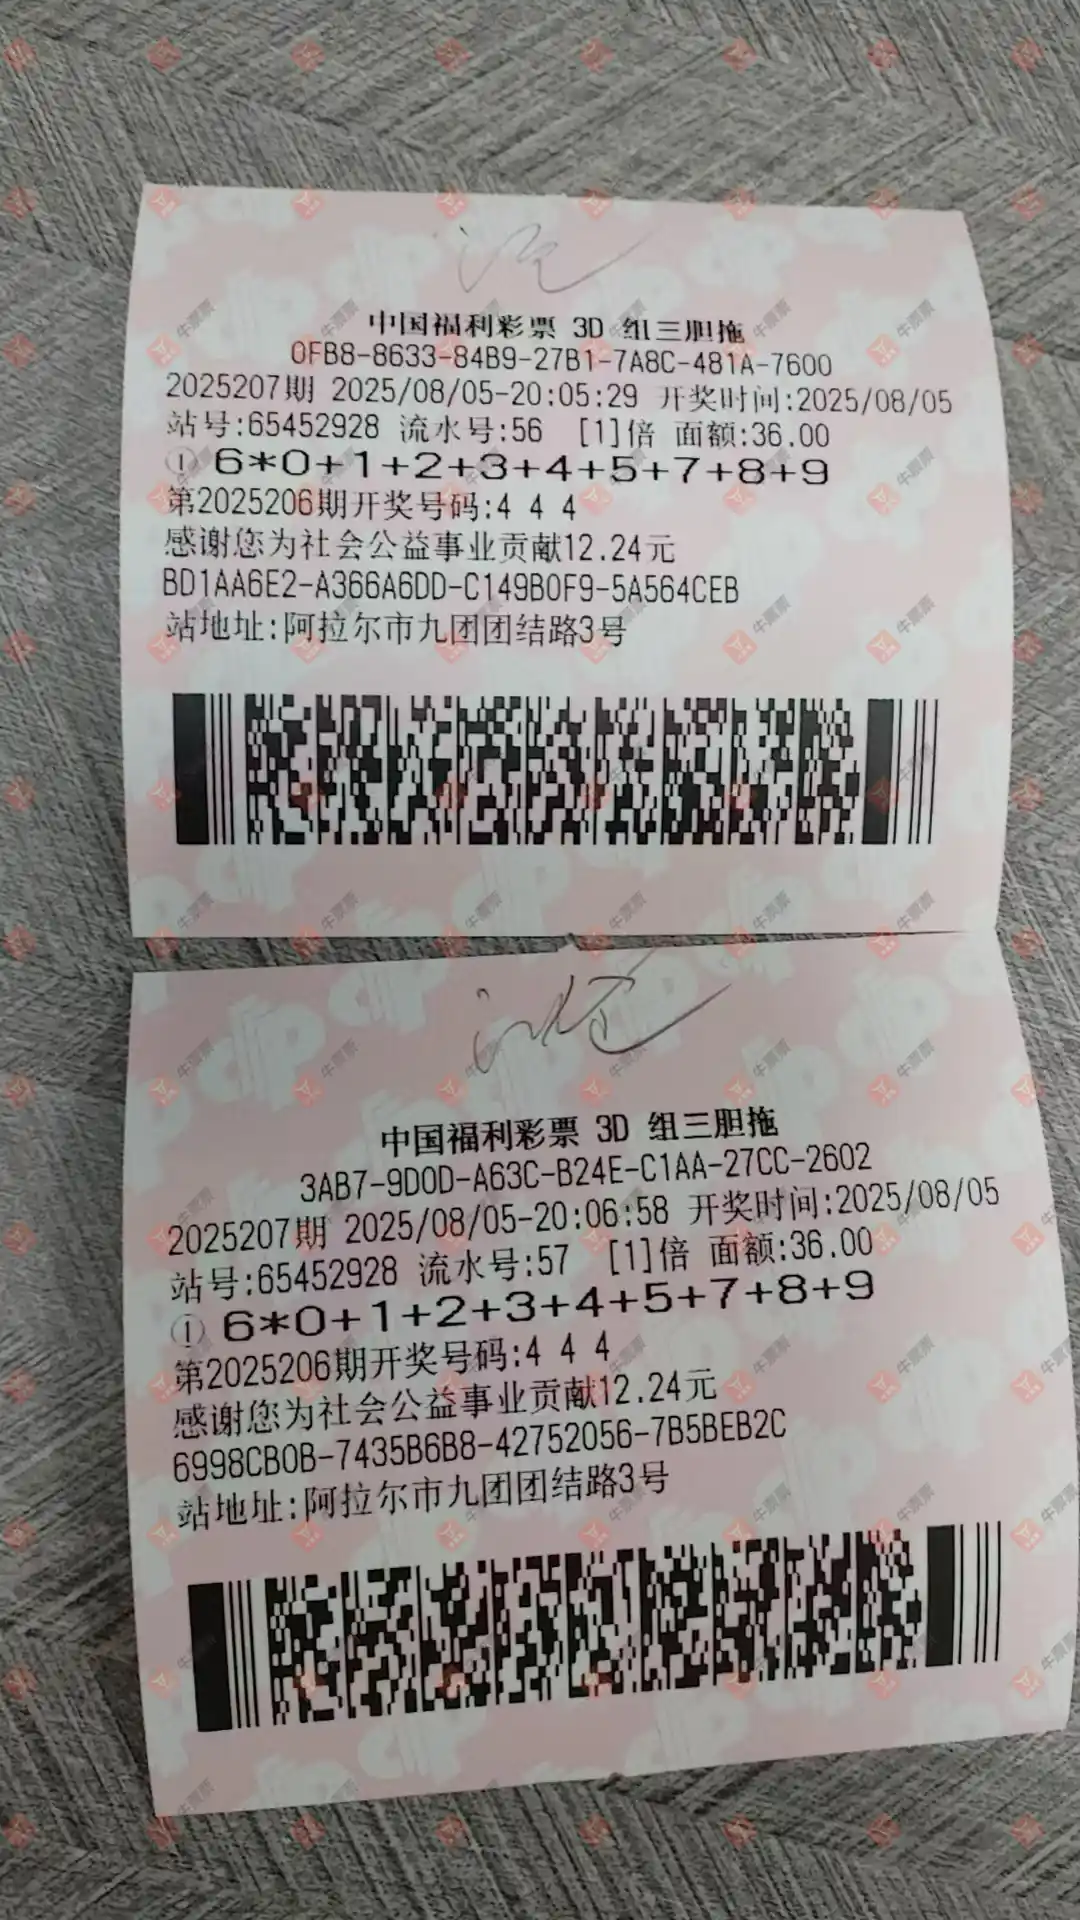 中国福利彩票 3D 组三胆拖
0FB8-8633-84B9-27B1-7A8C-481A-7600
2025207期 2025/08/05-20:05:29 开奖时间:2025/08/05
站号:65452928 流水号:56 [1]倍 面额:36.00
① 6*0+1+2+3+4+5+7+8+9
第2025206期开奖号码:4 4 4
感谢您为社会公益事业贡献12.24元
BD1AA6E2-A366A6DD-C149B0F9-5A564CEB
站地址:阿拉尔市九团团结路3号
中国福利彩票 3D 组三胆拖
3AB7-9D0D-A63C-B24E-C1AA-27CC-2602
2025207期 2025/08/05-20:06:58 开奖时间:2025/08/05
站号:65452928 流水号:57 [1]倍 面额:36.00
① 6*0+1+2+3+4+5+7+8+9
第2025206期开奖号码:4 4 4
感谢您为社会公益事业贡献12.24元
6998CB0B-7435B6B8-42752056-7B5BEB2C
站地址:阿拉尔市九团团结路3号